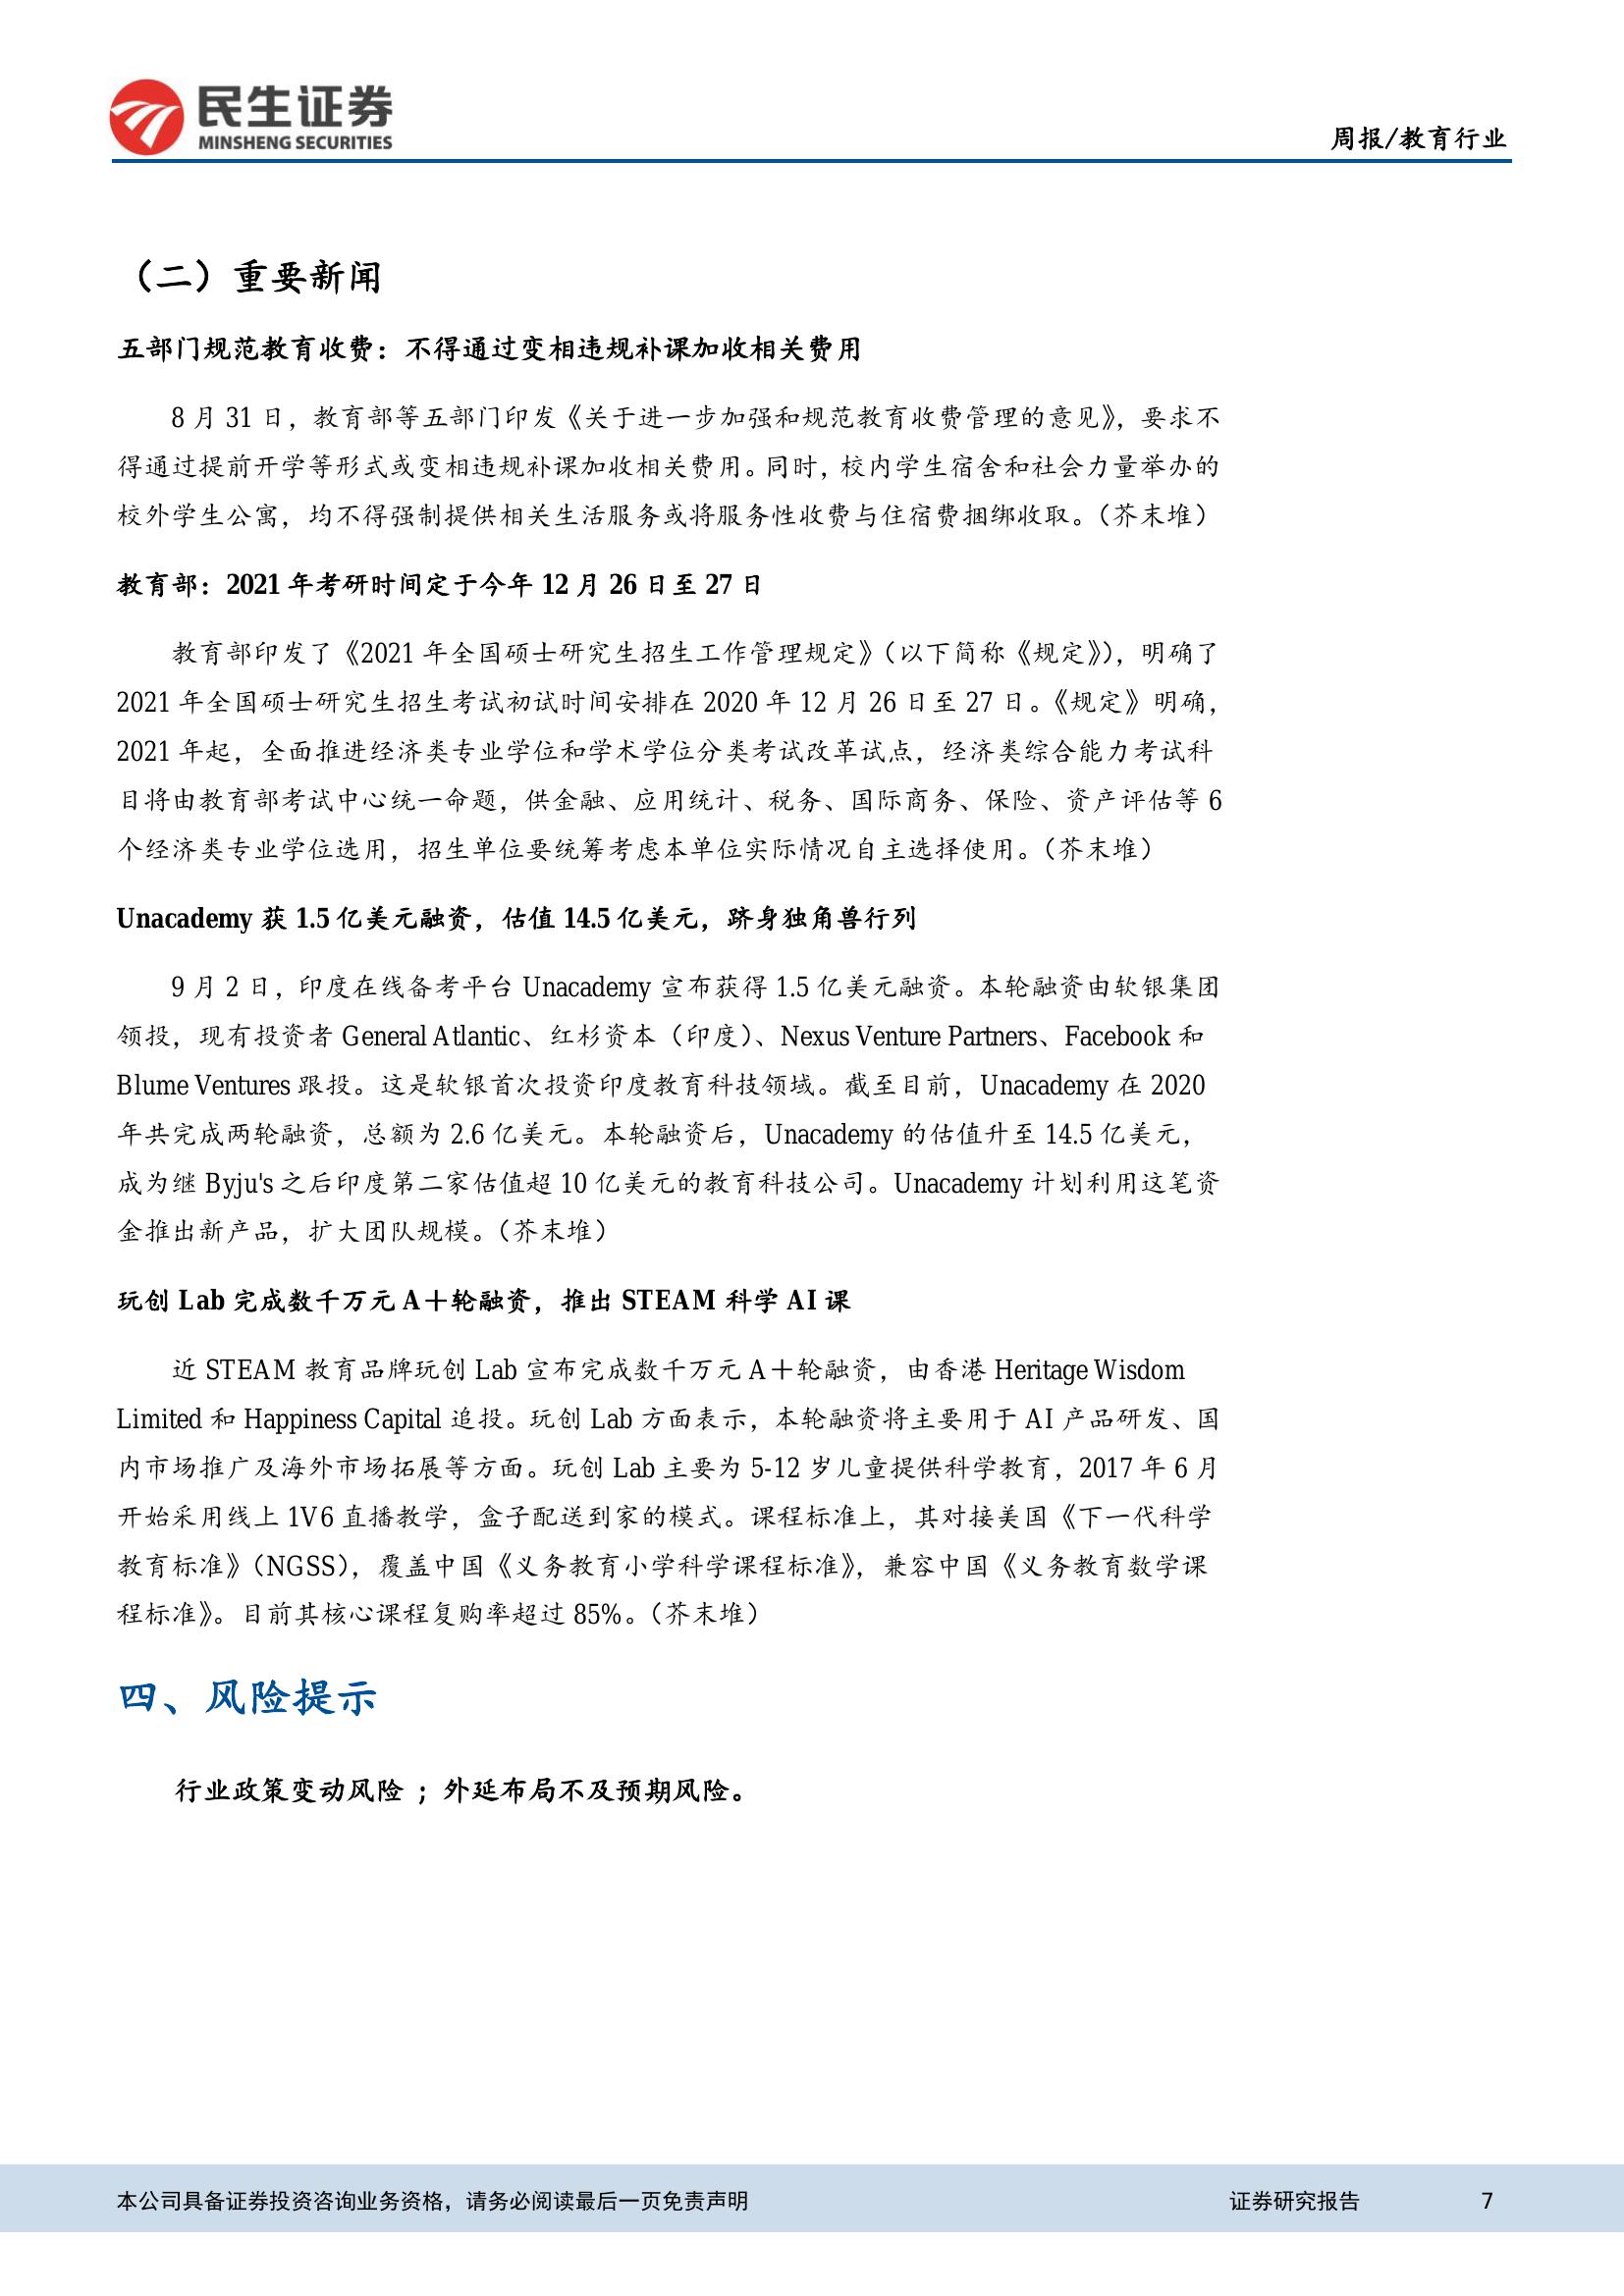 民生证券
MINSHENG SECURITIES
周报/教育行业
（二）重要新闻
五部门规范教育收费：不得通过变相违规补课加收相关费用
8 月 31 日，教育部等五部门印发《关于进一步加强和规范教育收费管理的意见》，要求不
得通过提前开学等形式或变相违规补课加收相关费用。同时，校内学生宿舍和社会力量举办的
校外学生公寓，均不得强制提供相关生活服务或将服务性收费与住宿费捆绑收取。（芥末堆）
教育部：2021 年考研时间定于今年 12 月 26 日至 27 日
教育部印发了《2021 年全国硕士研究生招生工作管理规定》（以下简称《规定》），明确了
2021 年全国硕士研究生招生考试初试时间安排在 2020 年 12 月 26 日至 27 日。《规定》明确，
2021 年起，全面推进经济类专业学位和学术学位分类考试改革试点，经济类综合能力考试科
目将由教育部考试中心统一命题，供金融、应用统计、税务、国际商务、保险、资产评估等 6
个经济类专业学位选用，招生单位要统筹考虑本单位实际情况自主选择使用。（芥末堆）
Unacademy 获 1.5 亿美元融资，估值 14.5 亿美元，跻身独角兽行列
9 月 2 日，印度在线备考平台 Unacademy 宣布获得 1.5 亿美元融资。本轮融资由软银集团
领投，现有投资者 General Atlantic、红杉资本（印度）、Nexus Venture Partners、Facebook 和
Blume Ventures 跟投。这是软银首次投资印度教育科技领域。截至目前，Unacademy 在 2020
年共完成两轮融资，总额为 2.6 亿美元。本轮融资后，Unacademy 的估值升至 14.5 亿美元，
成为继 Byju's 之后印度第二家估值超 10 亿美元的教育科技公司。Unacademy 计划利用这笔资
金推出新产品，扩大团队规模。（芥末堆）
玩创 Lab 完成数千万元 A＋轮融资，推出 STEAM 科学 AI 课
近 STEAM 教育品牌玩创 Lab 宣布完成数千万元 A＋轮融资，由香港 Heritage Wisdom
Limited 和 Happiness Capital 追投。玩创 Lab 方面表示，本轮融资将主要用于 AI 产品研发、国
内市场推广及海外市场拓展等方面。玩创 Lab 主要为 5-12 岁儿童提供科学教育，2017 年 6 月
开始采用线上 1V6 直播教学，盒子配送到家的模式。课程标准上，其对接美国《下一代科学
教育标准》（NGSS），覆盖中国《义务教育小学科学课程标准》，兼容中国《义务教育数学课
程标准》。目前其核心课程复购率超过 85%。（芥末堆）
四、风险提示
行业政策变动风险 ；外延布局不及预期风险。
本公司具备证券投资咨询业务资格，请务必阅读最后一页免责声明 证券研究报告 7